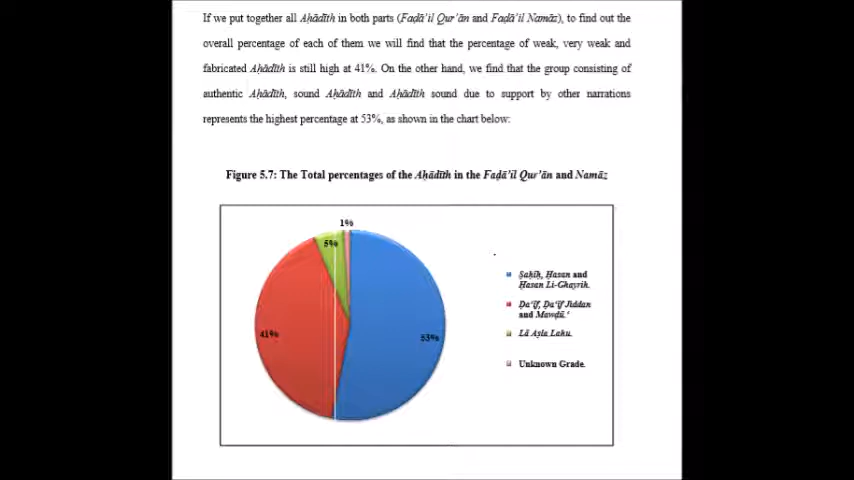 If we put together all Aḥādīth in both parts (Faḍā’il Qur’ān and Faḍā’il Namāz), to find out the
overall percentage of each of them we will find that the percentage of weak, very weak and
fabricated Aḥādīth is still high at 41%. On the other hand, we find that the group consisting of
authentic Aḥādīth, sound Aḥādīth and Aḥādīth sound due to support by other narrations
represents the highest percentage at 53%, as shown in the chart below:
Figure 5.7: The Total percentages of the Aḥādīth in the Faḍā’il Qur’ān and Namāz
1%
5%
41%
53%
Ṣaḥīḥ, Ḥasan and
Ḥasan Li-Ghayrih.
Ḍa‘īf, Ḍa‘īf Jiddan
and Mawḍū‘
Lā Aṣla Lahu.
Unknown Grade.